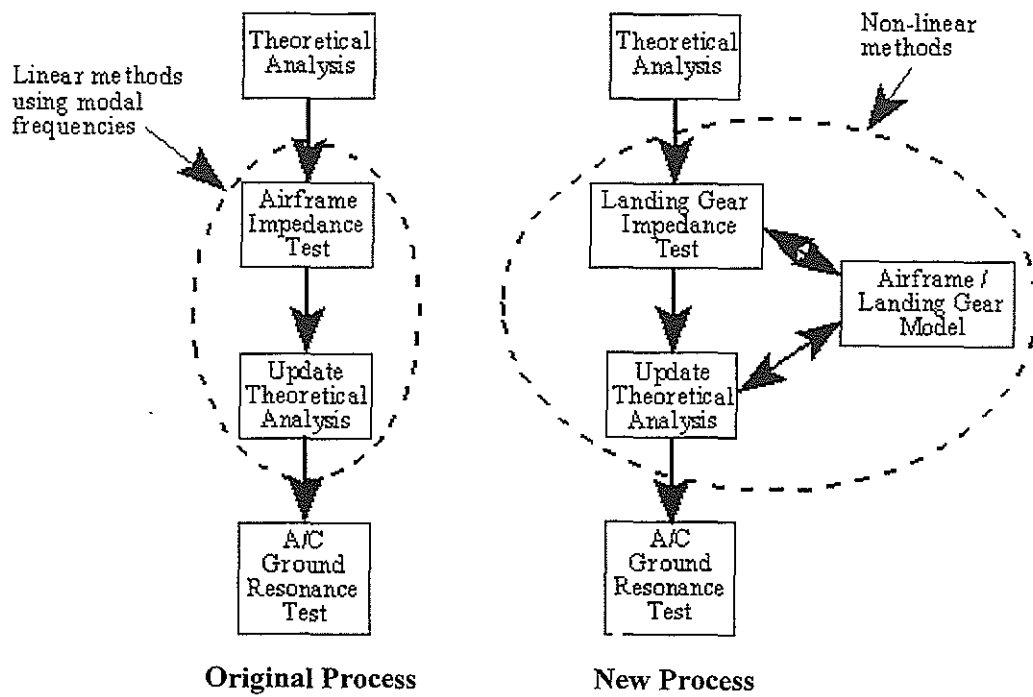 Theoretical
Analysis
Linear methods
using modal
frequencies
Airframe
Impedance
Test
Update
Theoretical
Analysis
A/C
Ground
Resonance
Test
Original Process
Theoretical
Analysis
Non-linear
methods
Landing Gear
Impedance
Test
Airframe /
Landing Gear
Model
Update
Theoretical
Analysis
A/C
Ground
Resonance
Test
New Process